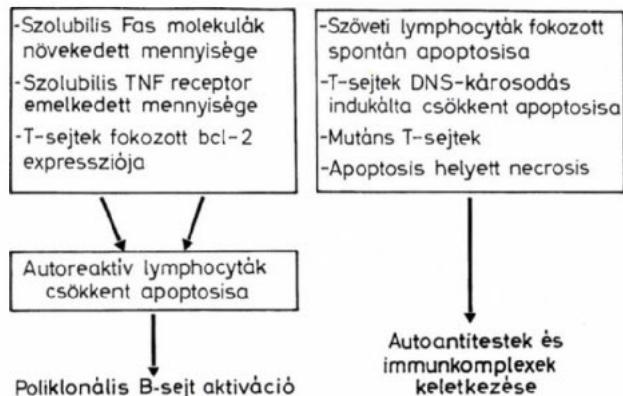 -Szolubilis Fas molekulák
növekedett mennyisége
-Szolubilis TNF receptor
emelkedett mennyisége
-T-sejtek fokozott bcl-2
expressziója
Autoreaktív lymphocyták
csökkent apoptosisa
Poliklonális B-sejt aktiváció
-Szöveti lymphocyták fokozott
spontán apoptosisa
-T-sejtek DNS-károsodás
indukálta csökkent apoptosisa
-Mutáns T-sejtek
-Apoptosis helyett necrosis
Autoantitestek és
immunkomplexek
keletkezése